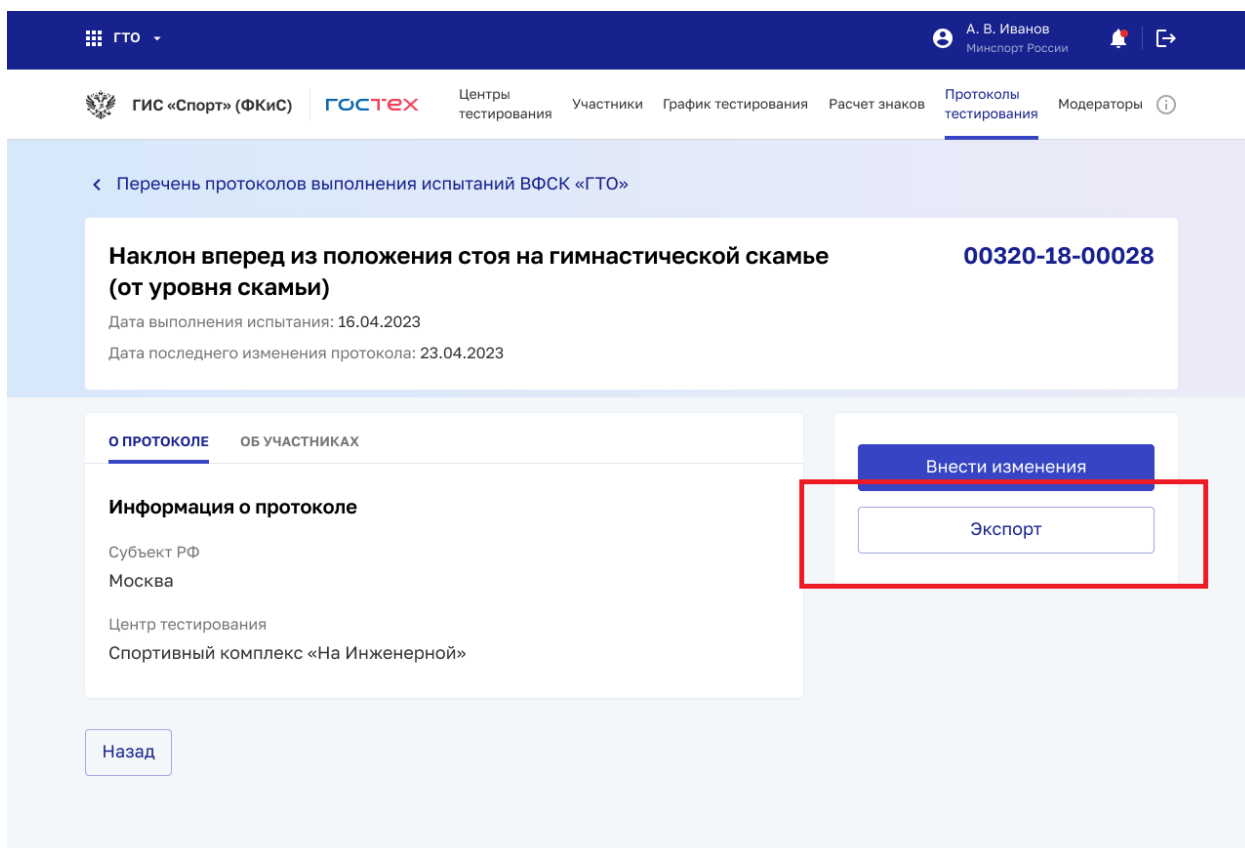 ГТО
А. В. Иванов
Минспорт России
ГИС «Спорт» (ФКиС)
гостех
Центры
тестирования
Участники
График тестирования
Расчет знаков
Протоколы
тестирования
Модераторы
Перечень протоколов выполнения испытаний ВФСК «ГТО»
Наклон вперед из положения стоя на гимнастической скамье
(от уровня скамьи)
00320-18-00028
Дата выполнения испытания: 16.04.2023
Дата последнего изменения протокола: 23.04.2023
О ПРОТОКОЛЕ
ОБ УЧАСТНИКАХ
Внести изменения
Экспорт
Информация о протоколе
Субъект РФ
Москва
Центр тестирования
Спортивный комплекс «На Инженерной»
Назад